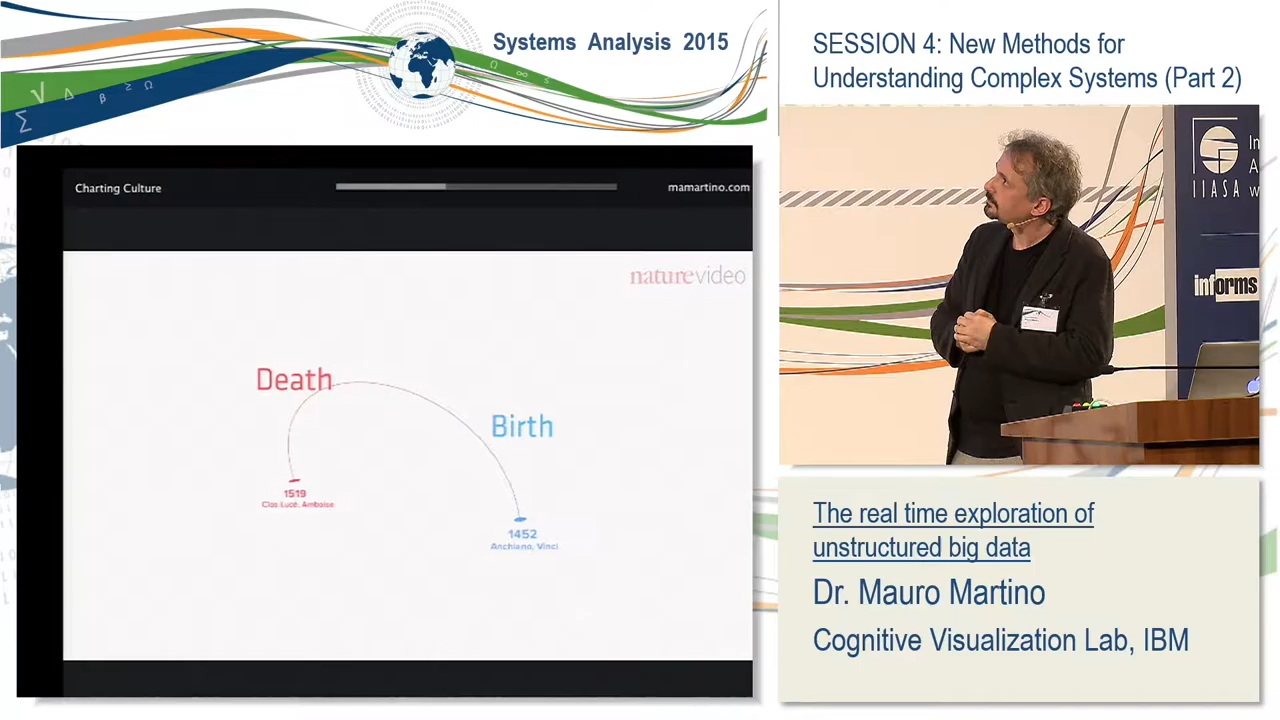 Systems Analysis 2015
SESSION 4: New Methods for
Understanding Complex Systems (Part 2)
Charting Culture
mamartino.com
naturevideo
Death
Birth
1519
Clos Lucé, Amboise
1452
Anchiano, Vinci
In
A
IIASA w
informs
The real time exploration of
unstructured big data
Dr. Mauro Martino
Cognitive Visualization Lab, IBM